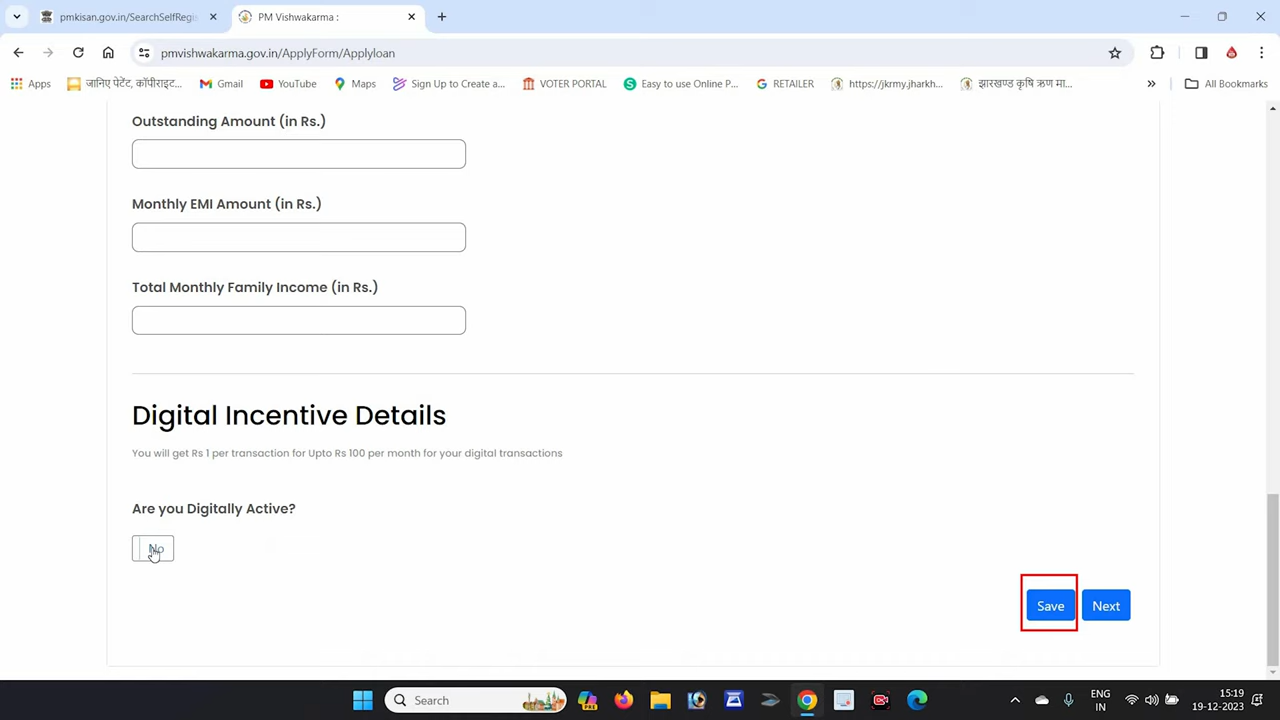 pmkisan.gov.in/SearchSelfRegi
PM Vishwakarma :
pmvishwakarma.gov.in/ApplyForm/Applyloan
Apps
जानिए पेटेंट, कॉपीराइट...
Gmail
YouTube
Maps
Sign Up to Create a...
VOTER PORTAL
Easy to use Online P...
RETAILER
https://jkrmy.jharkh...
झारखण्ड कृषि ऋण मा...
All Bookmarks
Outstanding Amount (in Rs.)
Monthly EMI Amount (in Rs.)
Total Monthly Family Income (in Rs.)
Digital Incentive Details
You will get Rs 1 per transaction for Upto Rs 100 per month for your digital transactions
Are you Digitally Active?
No
Save
Next
Search
PRE
ENG
IN
15:19
19-12-2023